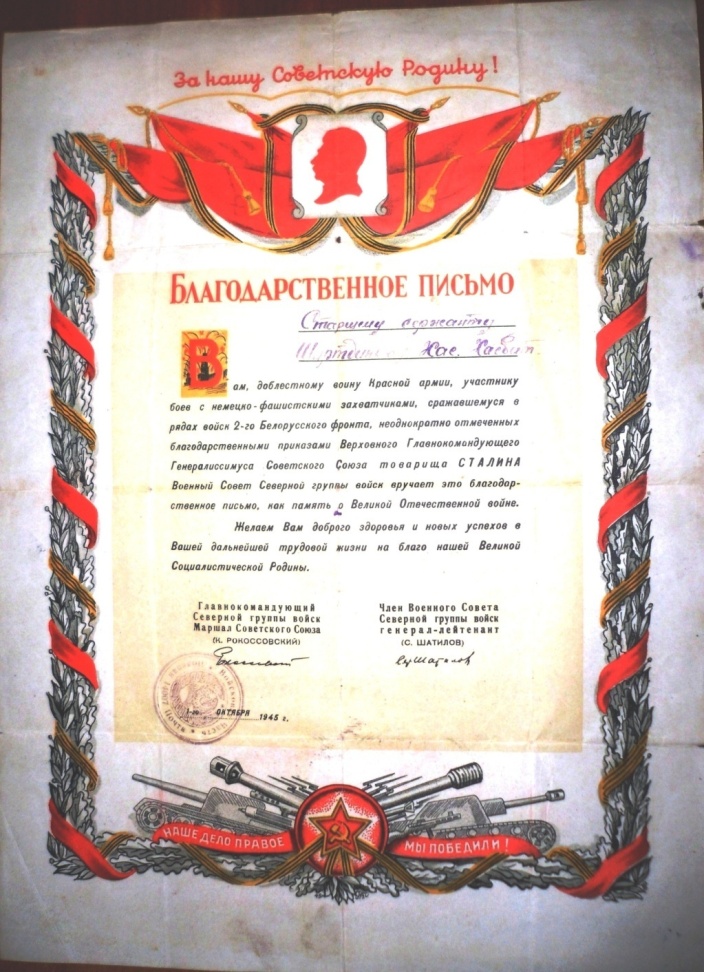 За нашу Советскую Родину!
БЛАГОДАРСТВЕННОЕ ПИСЬМО
Старшему сержанту
Вам, доблестному воину Красной армии, участнику
боев с немецко-фашистскими захватчиками, сражавшемуся в
рядах войск 2-го Белорусского фронта, неоднократно отмеченных
благодарственными приказами Верховного Главнокомандующего
Генералиссимуса Советского Союза товарища СТАЛИНА
Военный Совет Северной группы войск вручает это благодар-
ственное письмо, как память о Великой Отечественной войне.
Желаем Вам доброго здоровья и новых успехов в
Вашей дальнейшей трудовой жизни на благо нашей Великой
Социалистической Родины.
Главнокомандующий
Северной группы войск
Маршал Советского Союза
(К. РОКОССОВСКИЙ)
Член Военного Совета
Северной группы войск
генерал-лейтенант
(С. ШАТИЛОВ)
1-го ОКТЯБРЯ 1945 г.
НАШЕ ДЕЛО ПРАВОЕ
МЫ ПОБЕДИЛИ!